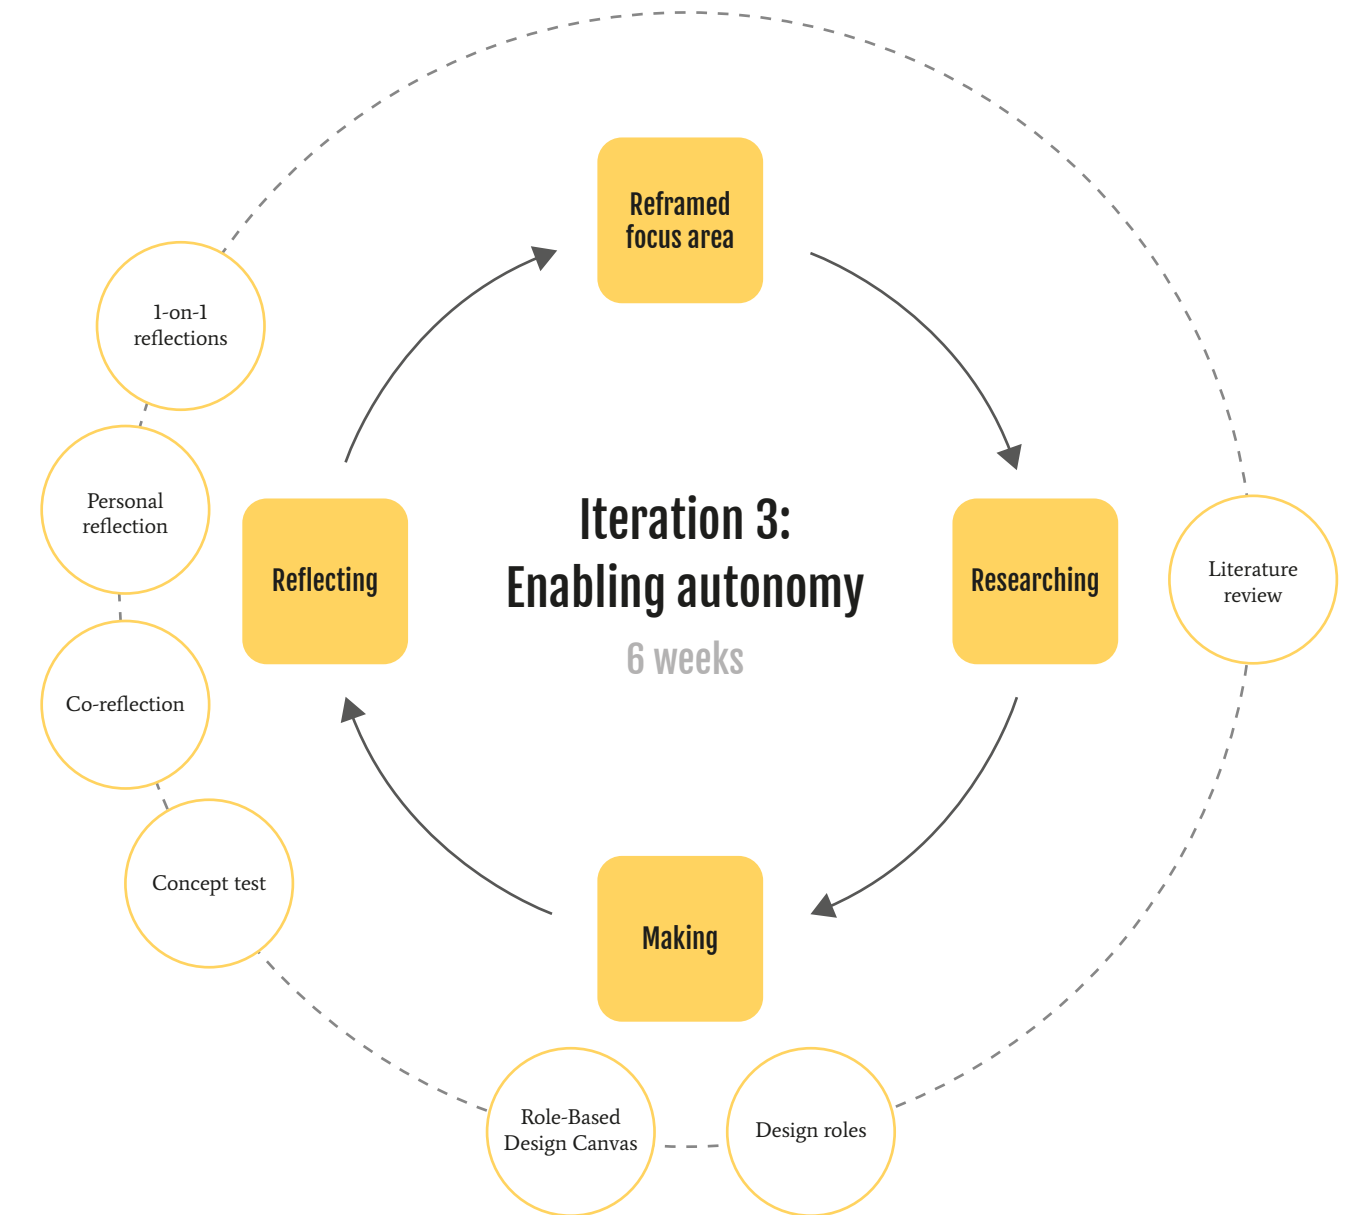 Reframed
focus area
1-on-1
reflections
Personal
reflection
Reflecting
Iteration 3:
Enabling autonomy
6 weeks
Researching
Literature
review
Co-reflection
Concept test
Making
Role-Based
Design Canvas
Design roles